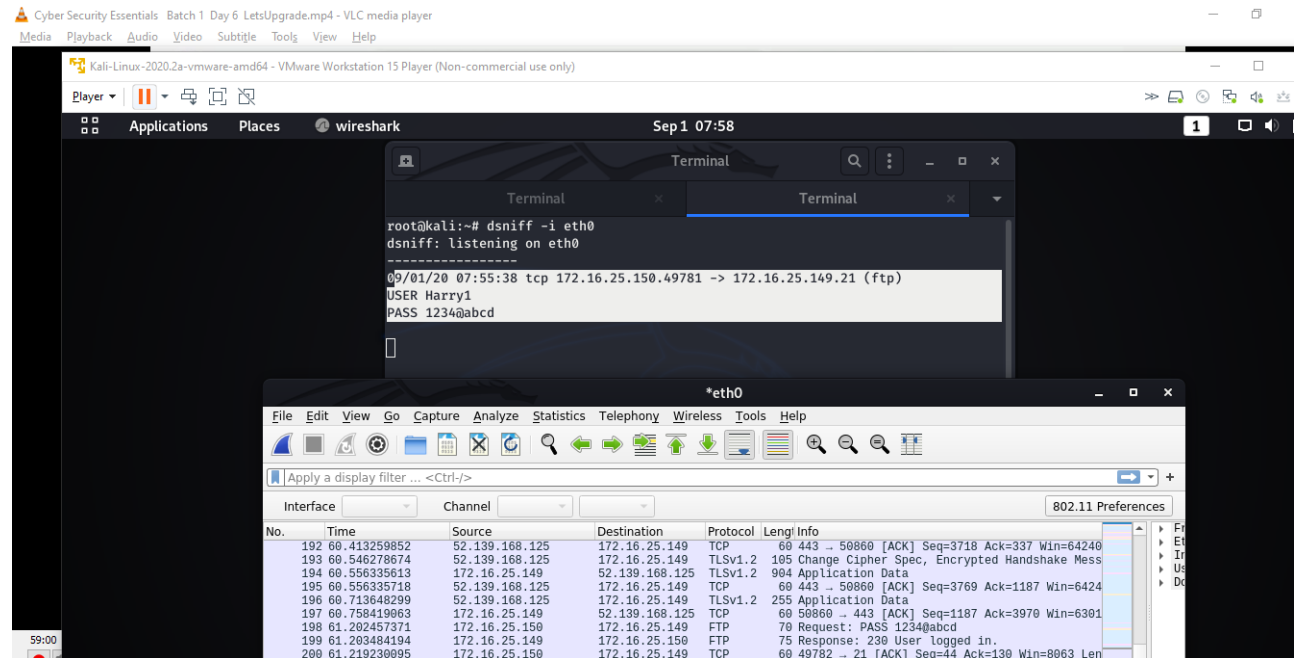 Cyber Security Essentials Batch 1 Day 6 LetsUpgrade.mp4 - VLC media player
Media Playback Audio Video Subtitle Tools View Help
Kali-Linux-2020.2a-vmware-amd64 - VMware Workstation 15 Player (Non-commercial use only)
Player
Applications Places wireshark Sep 1 07:58 1
Terminal
Terminal Terminal
root@kali:~# dsniff -i eth0
dsniff: listening on eth0
-----------------
09/01/20 07:55:38 tcp 172.16.25.150.49781 -> 172.16.25.149.21 (ftp)
USER Harry1
PASS 1234@abcd
*eth0
File Edit View Go Capture Analyze Statistics Telephony Wireless Tools Help
Apply a display filter ... <Ctrl-/>
Interface Channel 802.11 Preferences
No. Time Source Destination Protocol Lengt Info
192 60.413259852 52.139.168.125 172.16.25.149 TCP 60 443 → 50860 [ACK] Seq=3718 Ack=337 Win=64240
193 60.546278674 52.139.168.125 172.16.25.149 TLSv1.2 105 Change Cipher Spec, Encrypted Handshake Mess
194 60.556335613 172.16.25.149 52.139.168.125 TLSv1.2 904 Application Data
195 60.556335718 52.139.168.125 172.16.25.149 TCP 60 443 → 50860 [ACK] Seq=3769 Ack=1187 Win=6424
196 60.713648299 52.139.168.125 172.16.25.149 TLSv1.2 255 Application Data
197 60.758419063 172.16.25.149 52.139.168.125 TCP 60 50860 → 443 [ACK] Seq=1187 Ack=3970 Win=6301
198 61.202457371 172.16.25.150 172.16.25.149 FTP 70 Request: PASS 1234@abcd
199 61.203484194 172.16.25.149 172.16.25.150 FTP 75 Response: 230 User logged in.
200 61.219230095 172.16.25.150 172.16.25.149 TCP 60 49782 → 21 [ACK] Seq=44 Ack=130 Win=8063 Len
Fr
Et
In
Us
Do
59:00